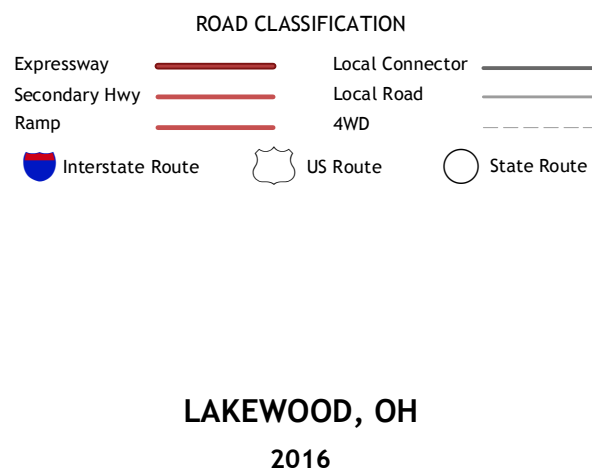 ROAD CLASSIFICATION
Expressway Local Connector
Secondary Hwy Local Road
Ramp 4WD
Interstate Route US Route State Route
LAKEWOOD, OH
2016